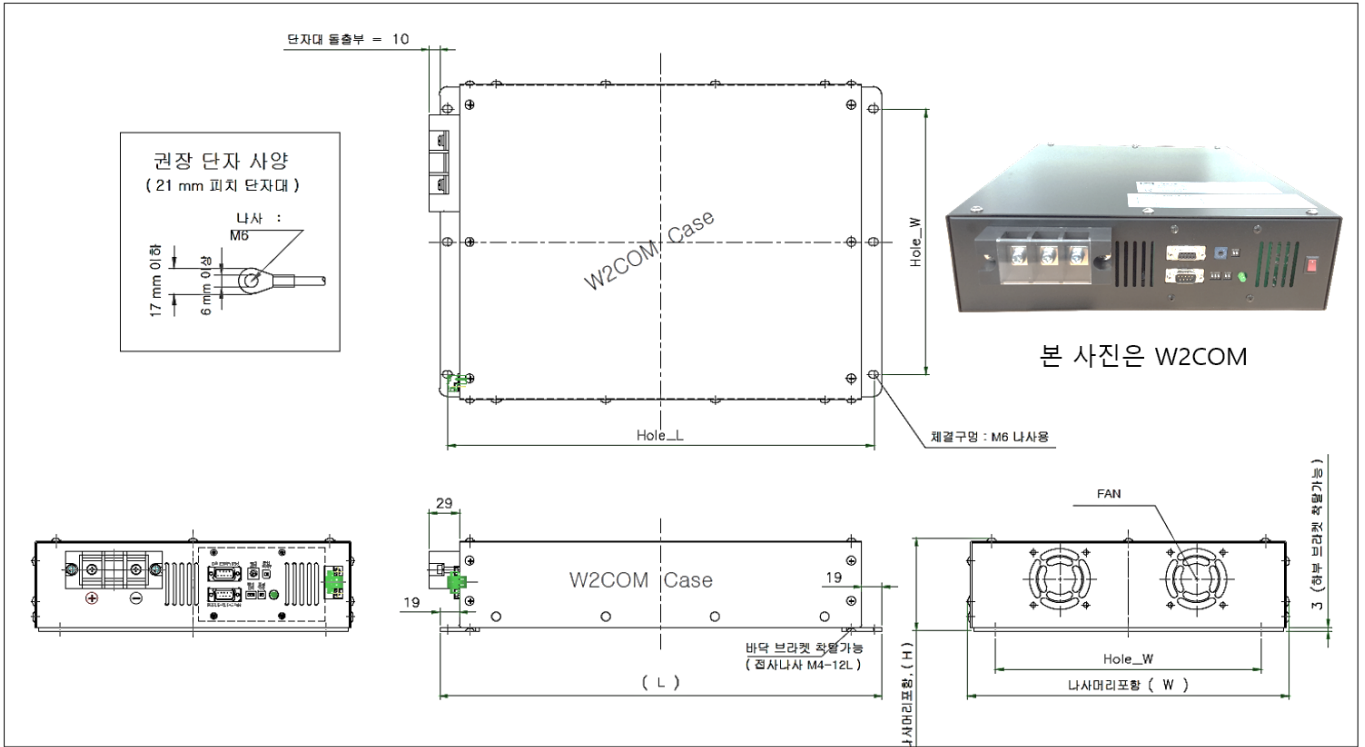 단자대 돌출부 = 10
권장 단자 사양
( 21 mm 피치 단자대 )
나사 :
M6
17 mm 이하
6 mm 이상
W2COM Case
Hole_W
Hole_L
체결구멍 : M6 나사용
본 사진은 W2COM
29
19
W2COM Case
19
바닥 브라켓 착탈가능
( 접사나사 M4-12L )
( L )
나사머리포함, ( H )
FAN
3 ( 하부 브라켓 착탈가능 )
Hole_W
나사머리포함 ( W )